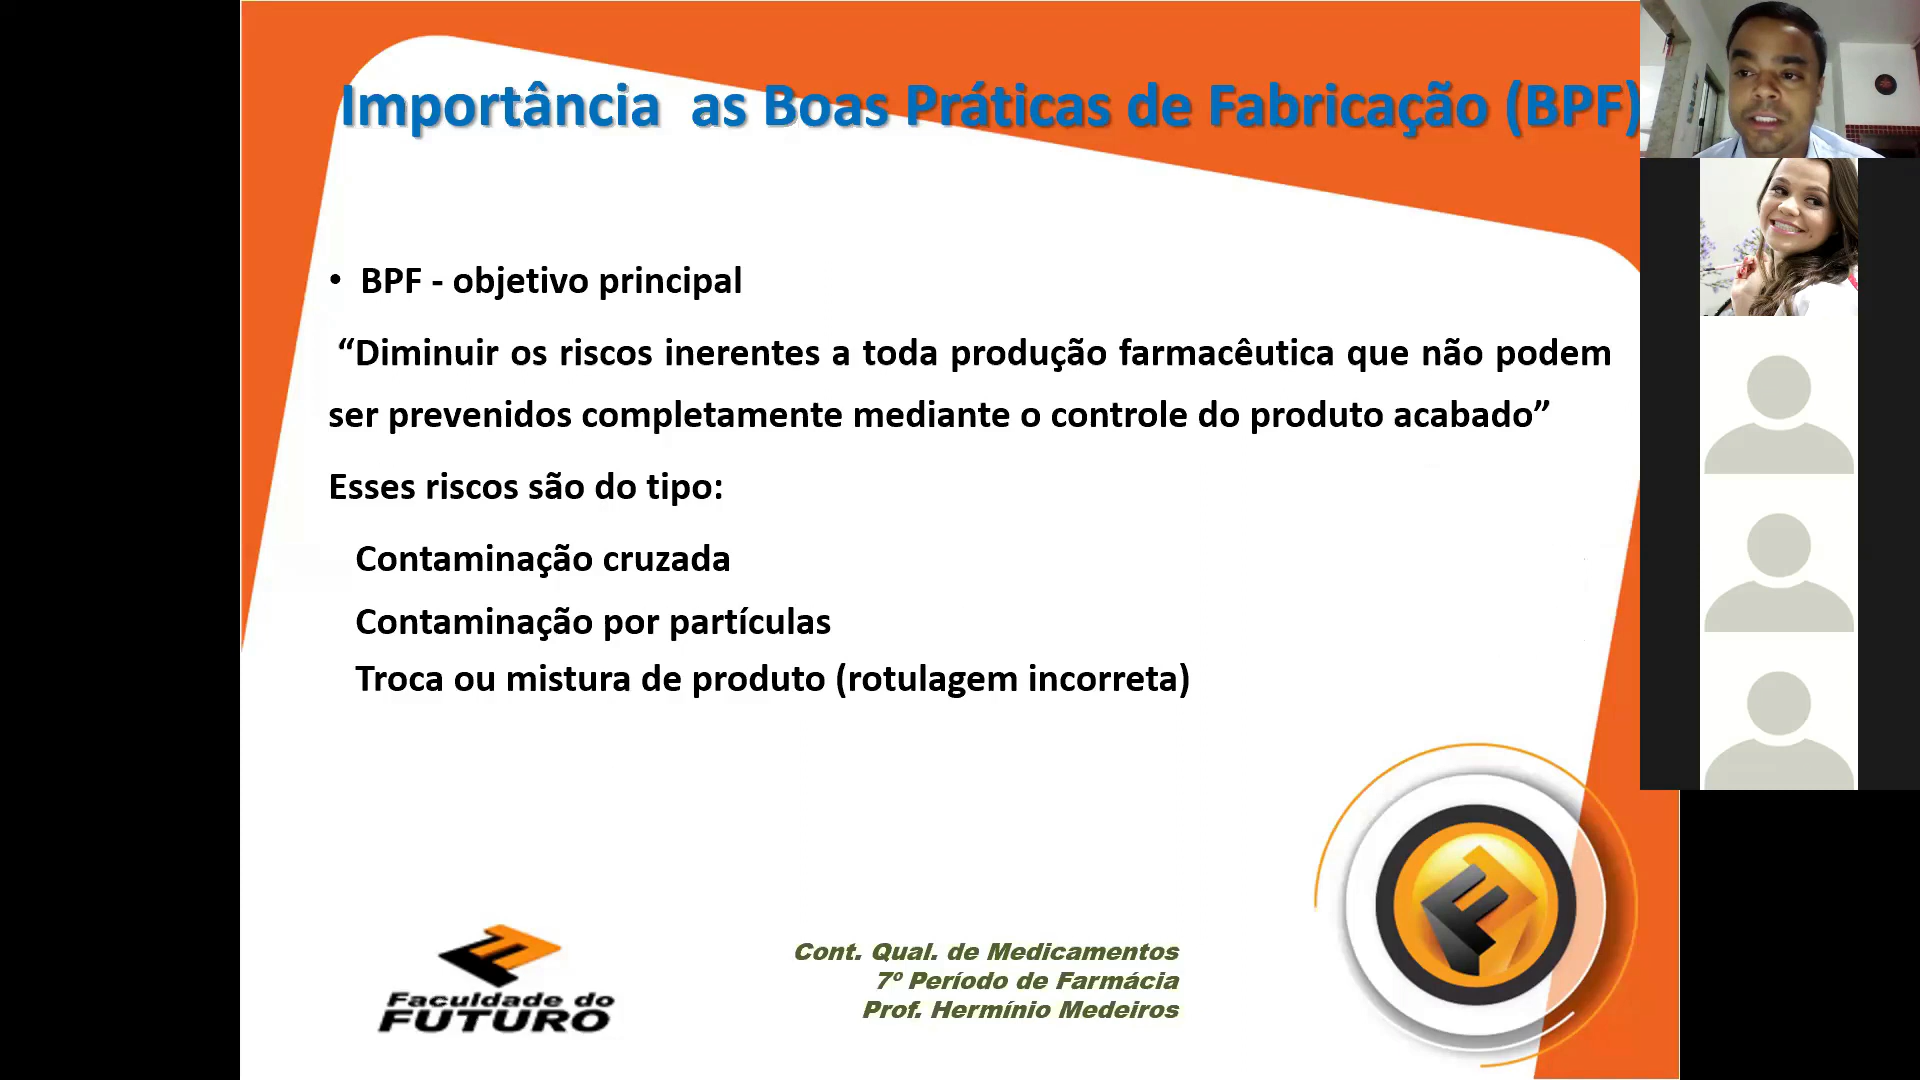 Importância as Boas Práticas de Fabricação (BPF)
• BPF - objetivo principal
“Diminuir os riscos inerentes a toda produção farmacêutica que não podem
ser prevenidos completamente mediante o controle do produto acabado”
Esses riscos são do tipo:
Contaminação cruzada
Contaminação por partículas
Troca ou mistura de produto (rotulagem incorreta)
Faculdade do
FUTURO
Cont. Qual. de Medicamentos
7º Período de Farmácia
Prof. Hermínio Medeiros